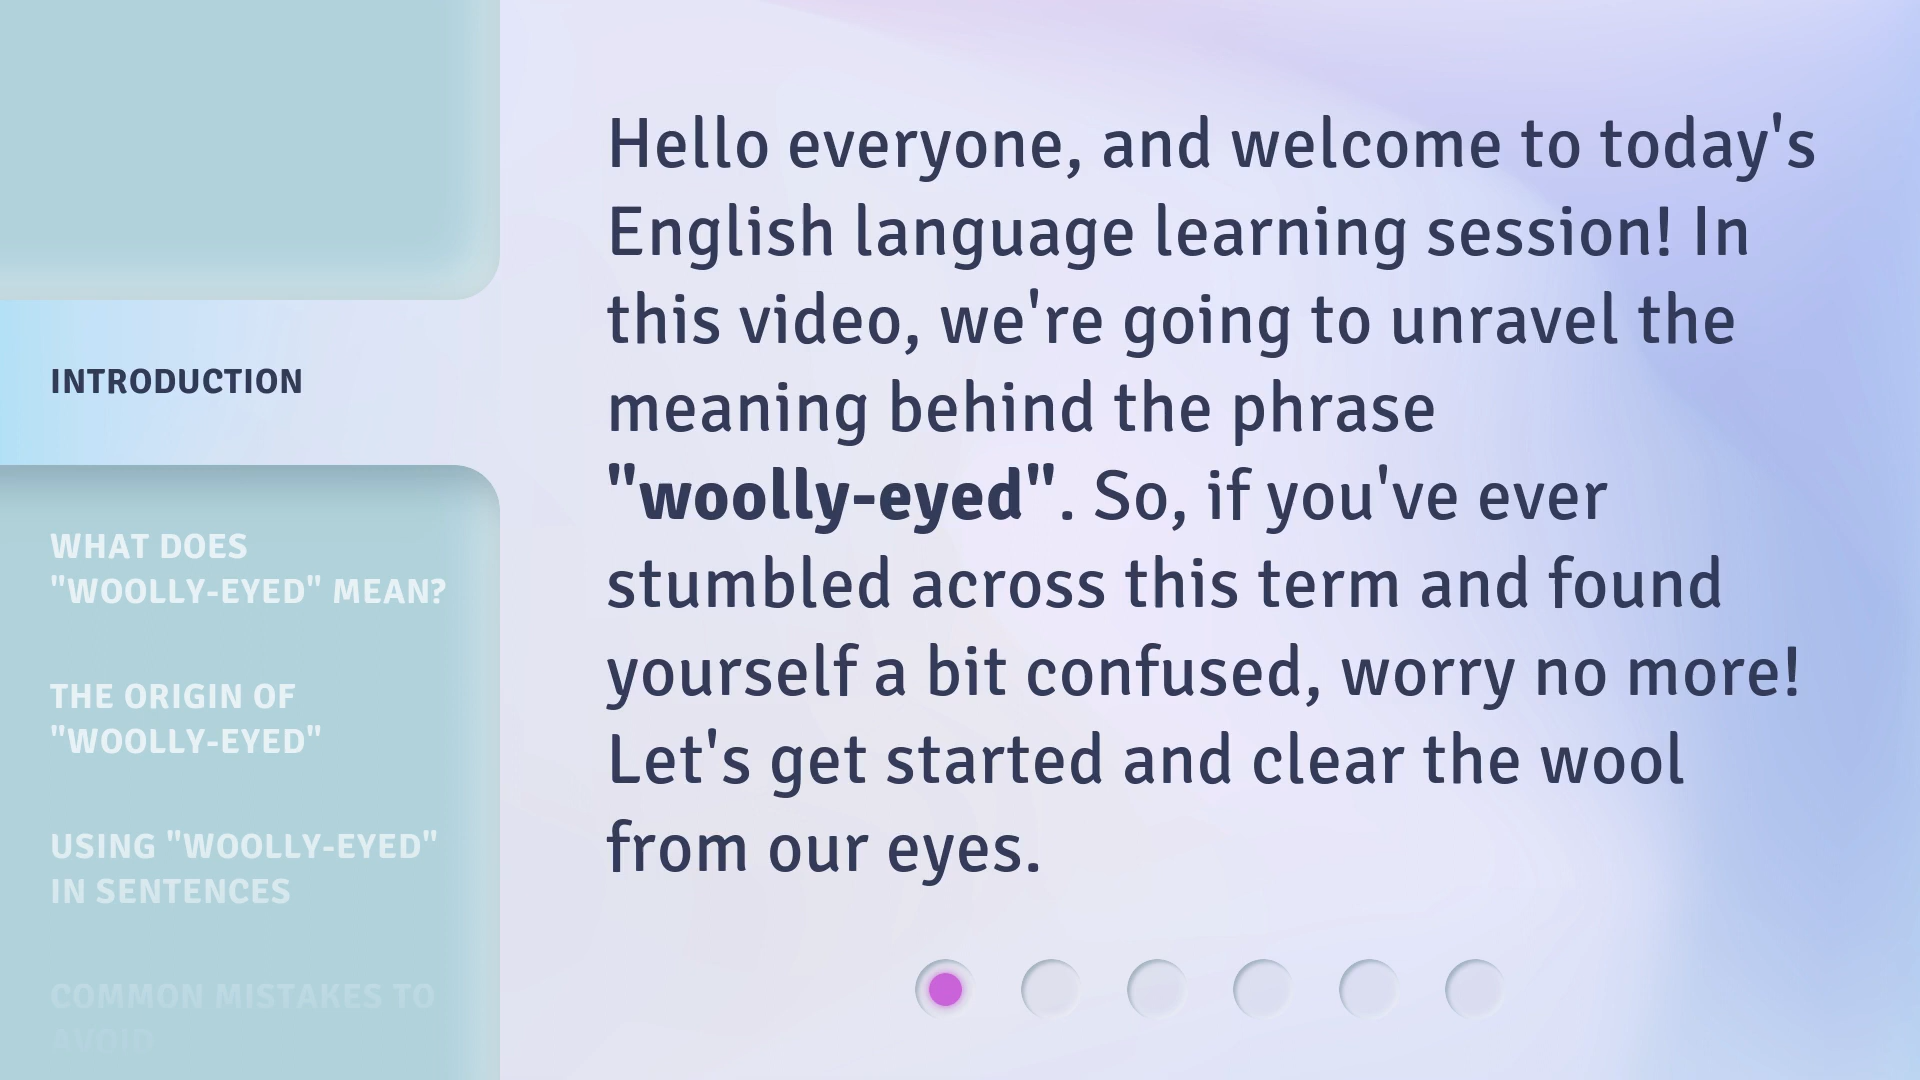 INTRODUCTION
WHAT DOES
"WOOLLY-EYED" MEAN?
THE ORIGIN OF
"WOOLLY-EYED"
USING "WOOLLY-EYED"
IN SENTENCES
COMMON MISTAKES TO
AVOID
Hello everyone, and welcome to today's
English language learning session! In
this video, we're going to unravel the
meaning behind the phrase
"woolly-eyed". So, if you've ever
stumbled across this term and found
yourself a bit confused, worry no more!
Let's get started and clear the wool
from our eyes.